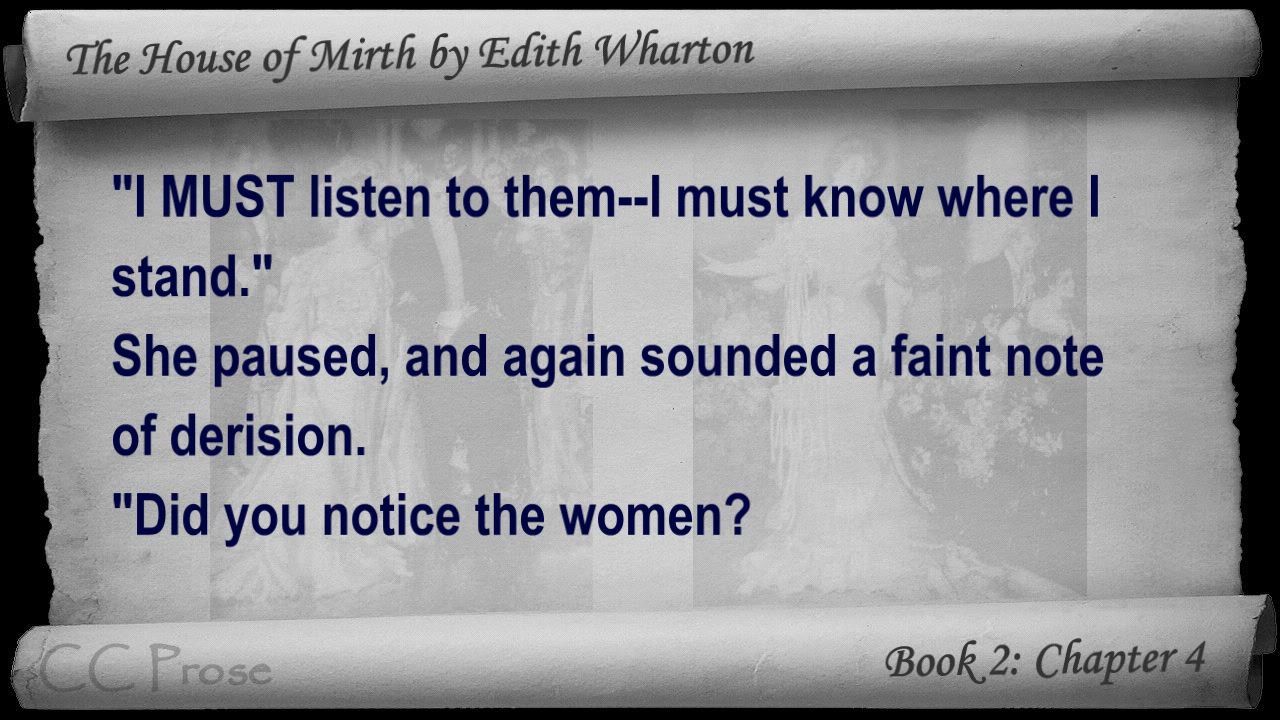 The House of Mirth by Edith Wharton
"I MUST listen to them--I must know where I
stand."
She paused, and again sounded a faint note
of derision.
"Did you notice the women?
CC Prose
Book 2: Chapter 4